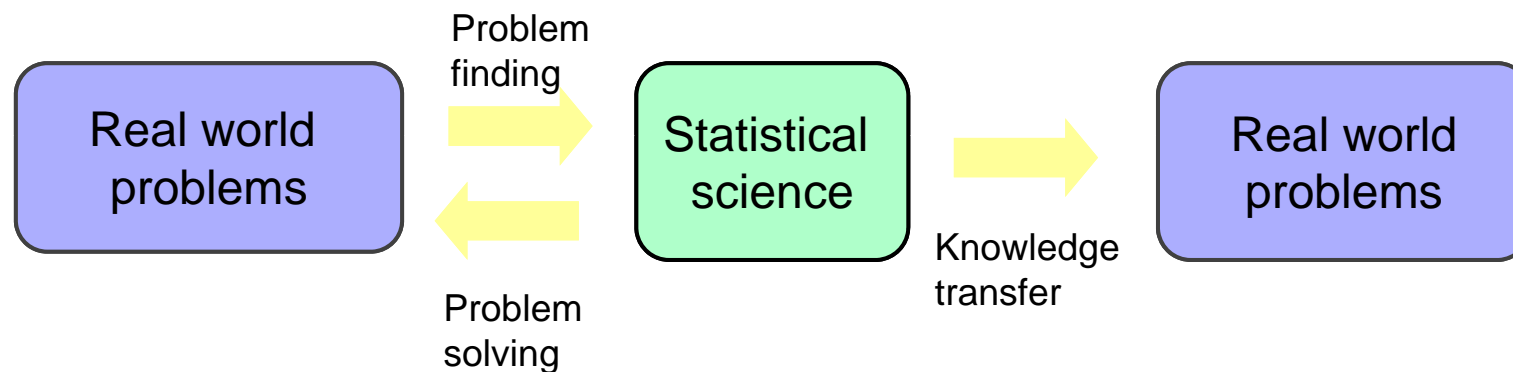 Problem
finding
Real world
problems
Statistical
science
Real world
problems
Knowledge
transfer
Problem
solving